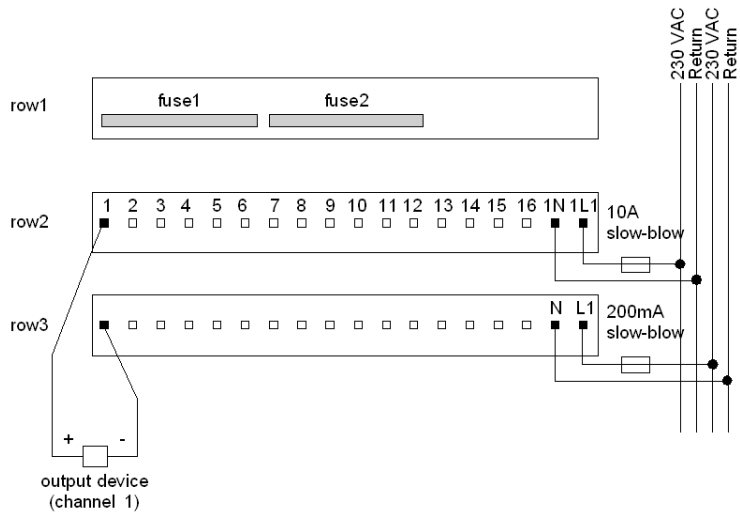 230 VAC
Return
230 VAC
Return
row1
fuse1 fuse2
row2
1 2 3 4 5 6 7 8 9 10 11 12 13 14 15 16 1N 1L1
10A
slow-blow
row3
N L1
200mA
slow-blow
+ -
output device
(channel 1)